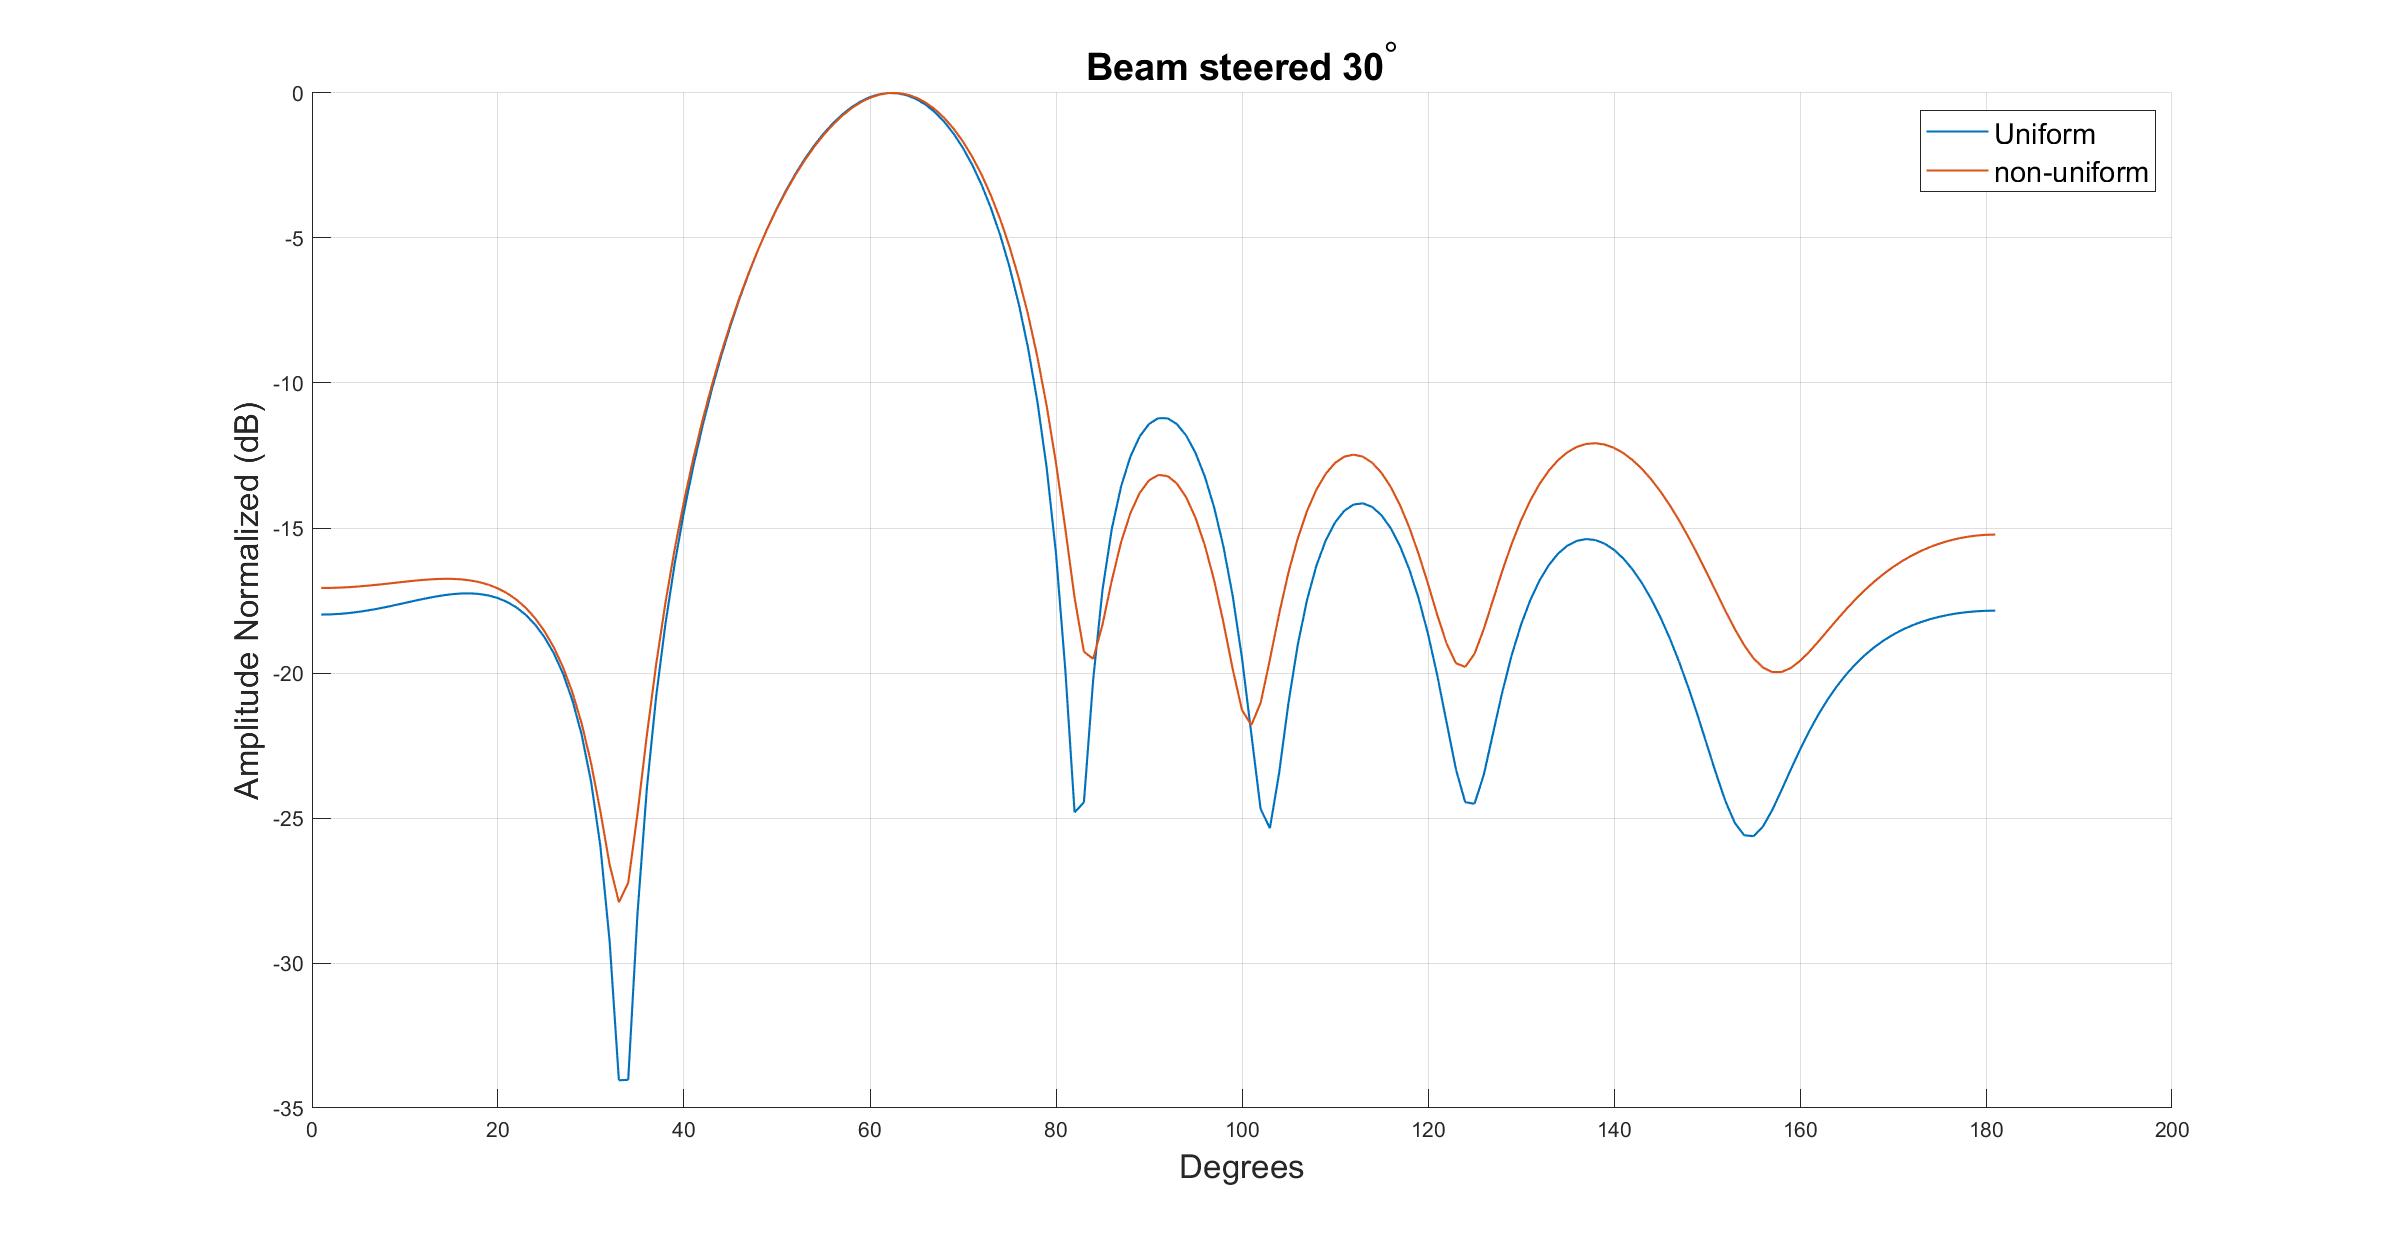 Beam steered 30°
Uniform
non-uniform
Amplitude Normalized (dB)
0
-5
-10
-15
-20
-25
-30
-35
0 20 40 60 80 100 120 140 160 180 200
Degrees